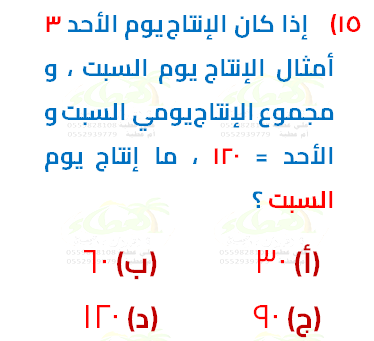 ١٥) إذا كان الإنتاج يوم الأحد ٣
أمثال الإنتاج يوم السبت ، و
مجموع الإنتاج يومي السبت و
الأحد = ١٢٠ ، ما إنتاج يوم
السبت ؟
(أ) ٣٠ (ب) ٦٠
(ج) ٩٠ (د) ١٢٠